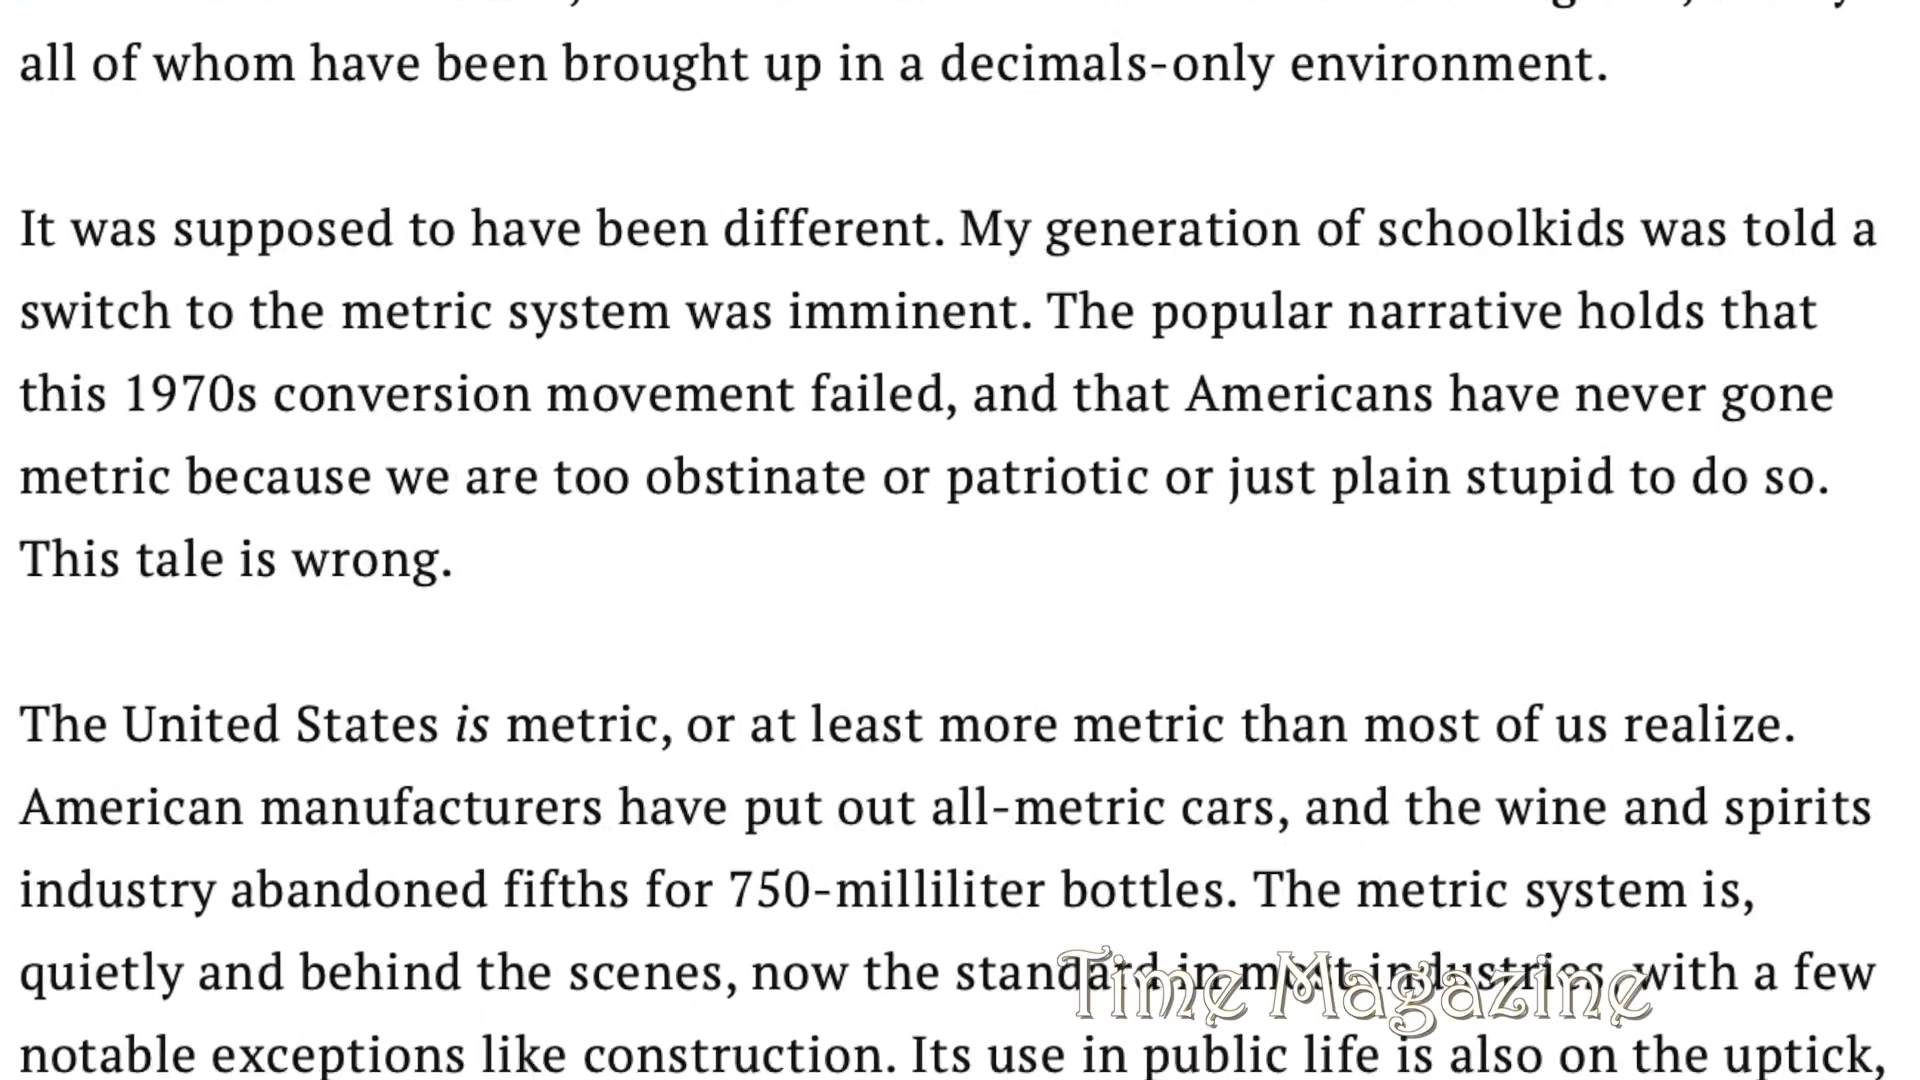 all of whom have been brought up in a decimals-only environment.
It was supposed to have been different. My generation of schoolkids was told a
switch to the metric system was imminent. The popular narrative holds that
this 1970s conversion movement failed, and that Americans have never gone
metric because we are too obstinate or patriotic or just plain stupid to do so.
This tale is wrong.
The United States is metric, or at least more metric than most of us realize.
American manufacturers have put out all-metric cars, and the wine and spirits
industry abandoned fifths for 750-milliliter bottles. The metric system is,
quietly and behind the scenes, now the standard in most industries, with a few
Time Magazine
notable exceptions like construction. Its use in public life is also on the uptick,